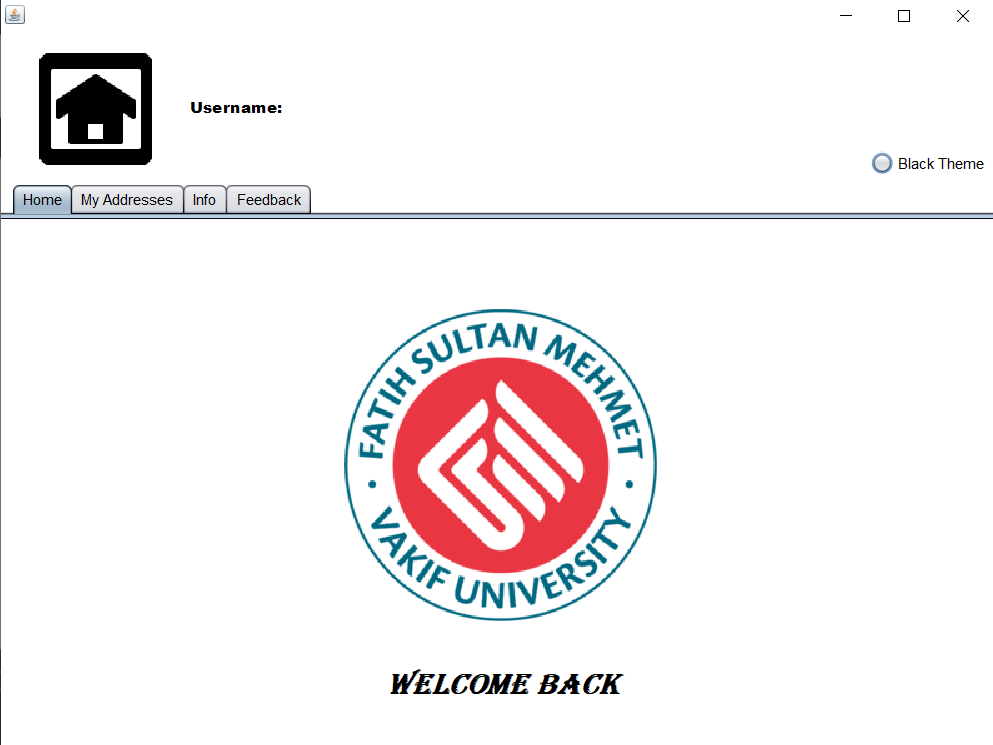 Username:
Black Theme
Home
My Addresses
Info
Feedback
FATIH SULTAN MEHMET
VAKIF UNIVERSITY
WELCOME BACK